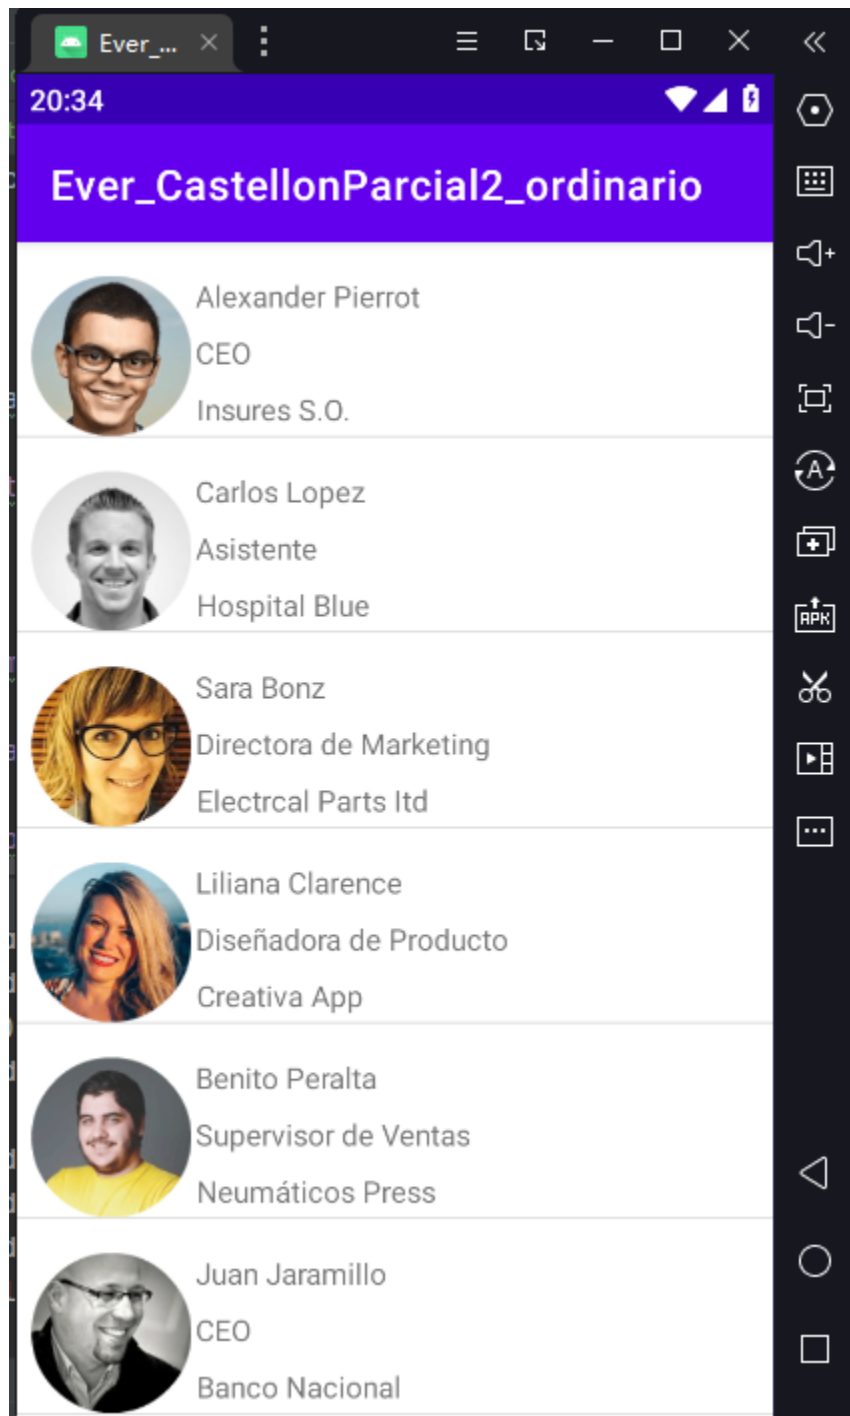 Ever_...
20:34
Ever_CastellonParcial2_ordinario
Alexander Pierrot
CEO
Insures S.O.
Carlos Lopez
Asistente
Hospital Blue
Sara Bonz
Directora de Marketing
Electrcal Parts ltd
Liliana Clarence
Diseñadora de Producto
Creativa App
Benito Peralta
Supervisor de Ventas
Neumáticos Press
Juan Jaramillo
CEO
Banco Nacional
A
APK